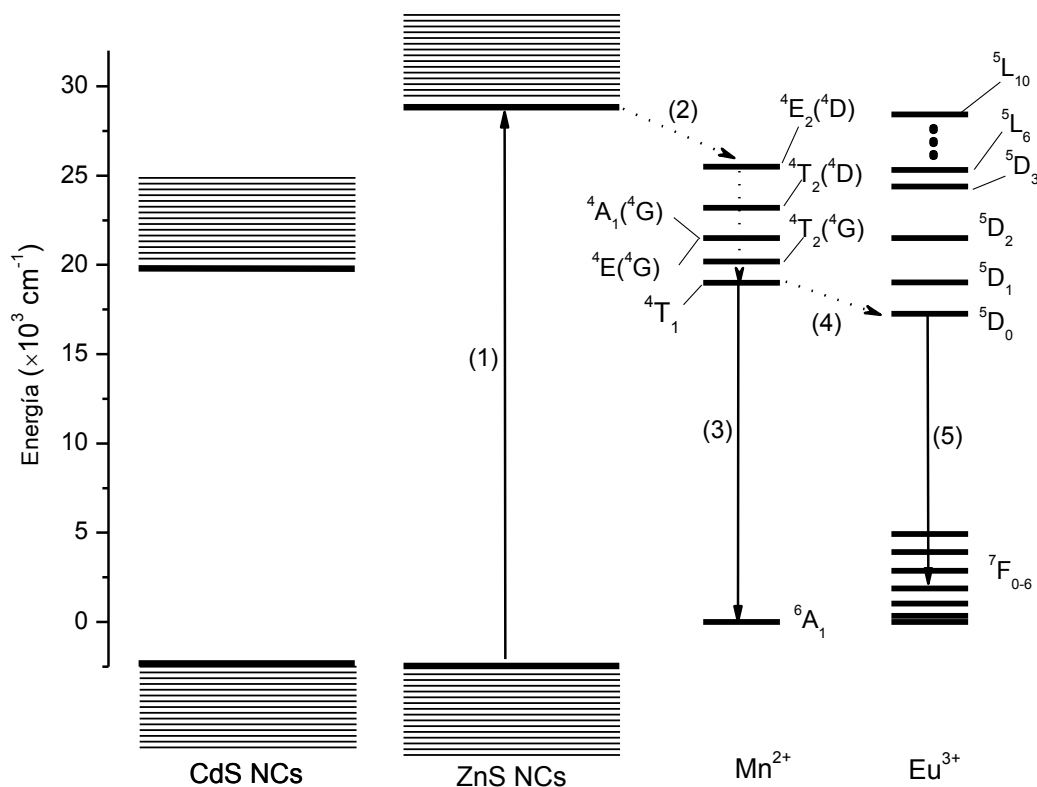 Energía (×10³ cm⁻¹)
30
25
20
15
10
5
0
(1)
(2)
(3)
(4)
(5)
⁴E₂(⁴D)
⁴T₂(⁴D)
⁴A₁(⁴G)
⁴T₂(⁴G)
⁴E(⁴G)
⁴T₁
⁶A₁
⁵L₁₀
⁵L₆
⁵D₃
⁵D₂
⁵D₁
⁵D₀
⁷F₀₋₆
CdS NCs
ZnS NCs
Mn²⁺
Eu³⁺